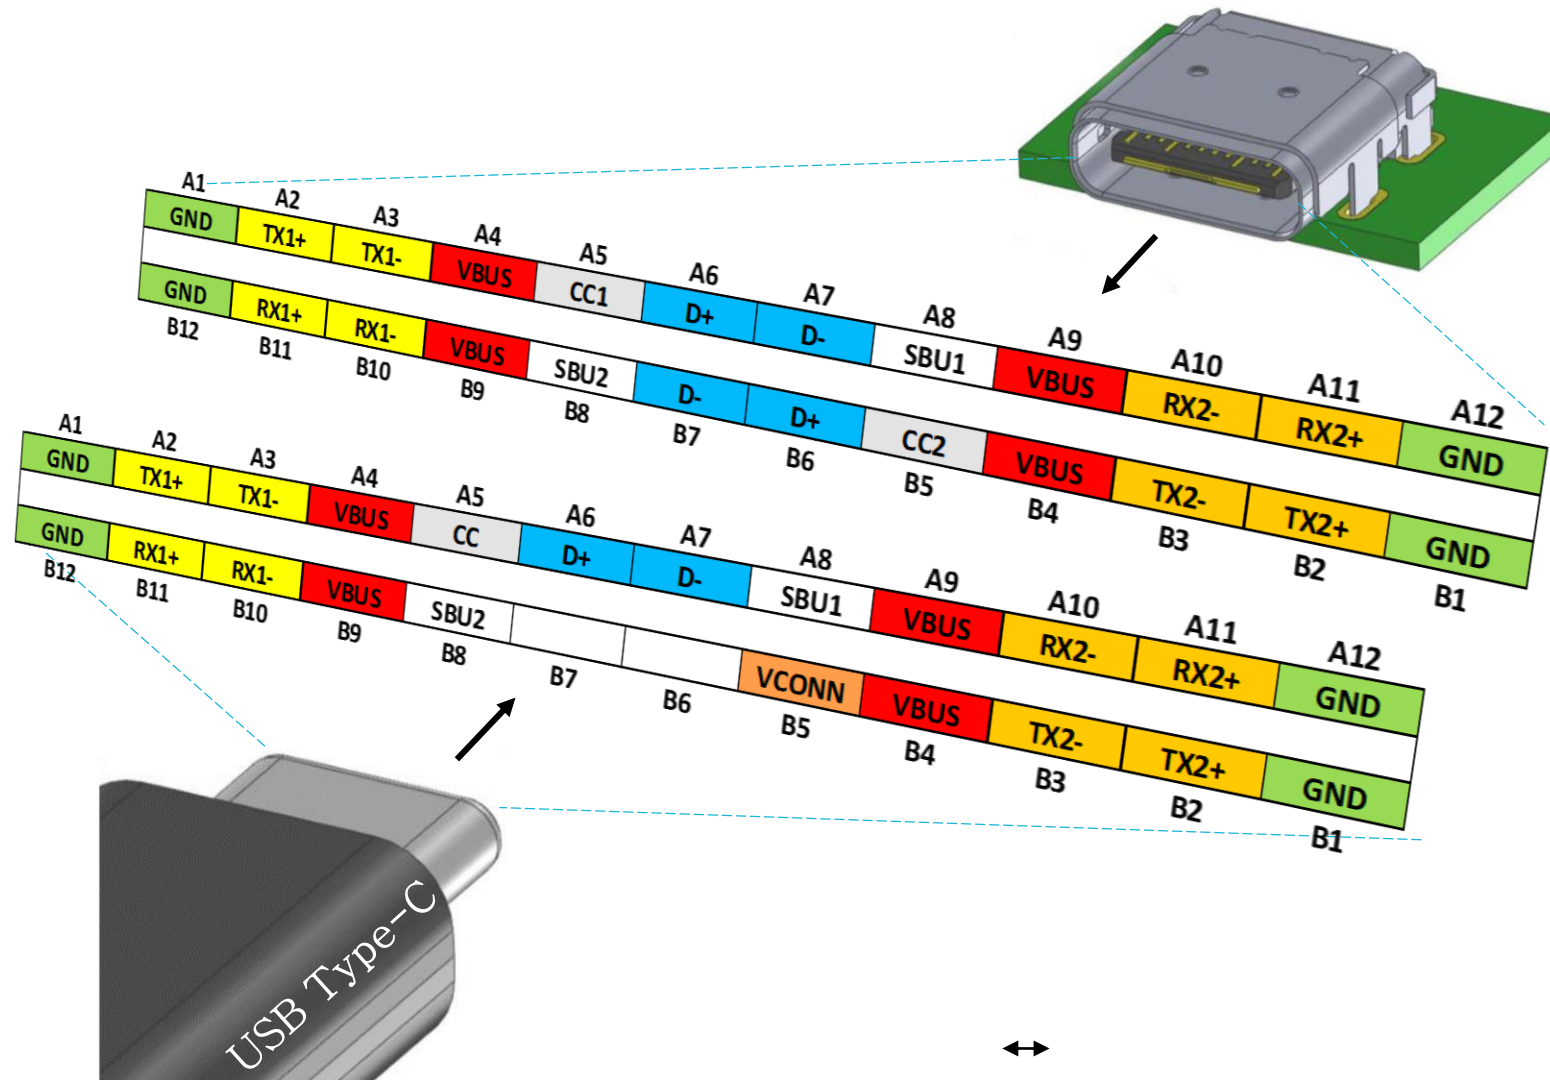 A1 A2 A3 A4 A5 A6 A7 A8 A9 A10 A11 A12
GND TX1+ TX1- VBUS CC1 D+ D- SBU1 VBUS RX2- RX2+ GND
GND RX1+ RX1- VBUS SBU2 D- D+ CC2 VBUS TX2- TX2+ GND
B12 B11 B10 B9 B8 B7 B6 B5 B4 B3 B2 B1
A1 A2 A3 A4 A5 A6 A7 A8 A9 A10 A11 A12
GND TX1+ TX1- VBUS CC D+ D- SBU1 VBUS RX2- RX2+ GND
GND RX1+ RX1- VBUS SBU2 VCONN VBUS TX2- TX2+ GND
B12 B11 B10 B9 B8 B7 B6 B5 B4 B3 B2 B1
USB Type-C